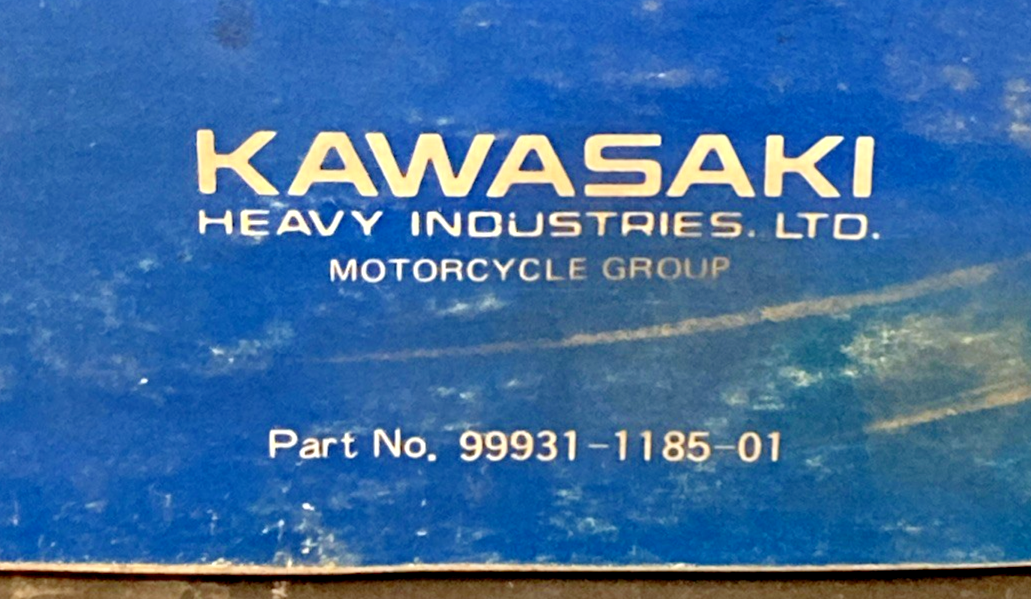 KAWASAKI
HEAVY INDUSTRIES. LTD.
MOTORCYCLE GROUP
Part No. 99931-1185-01